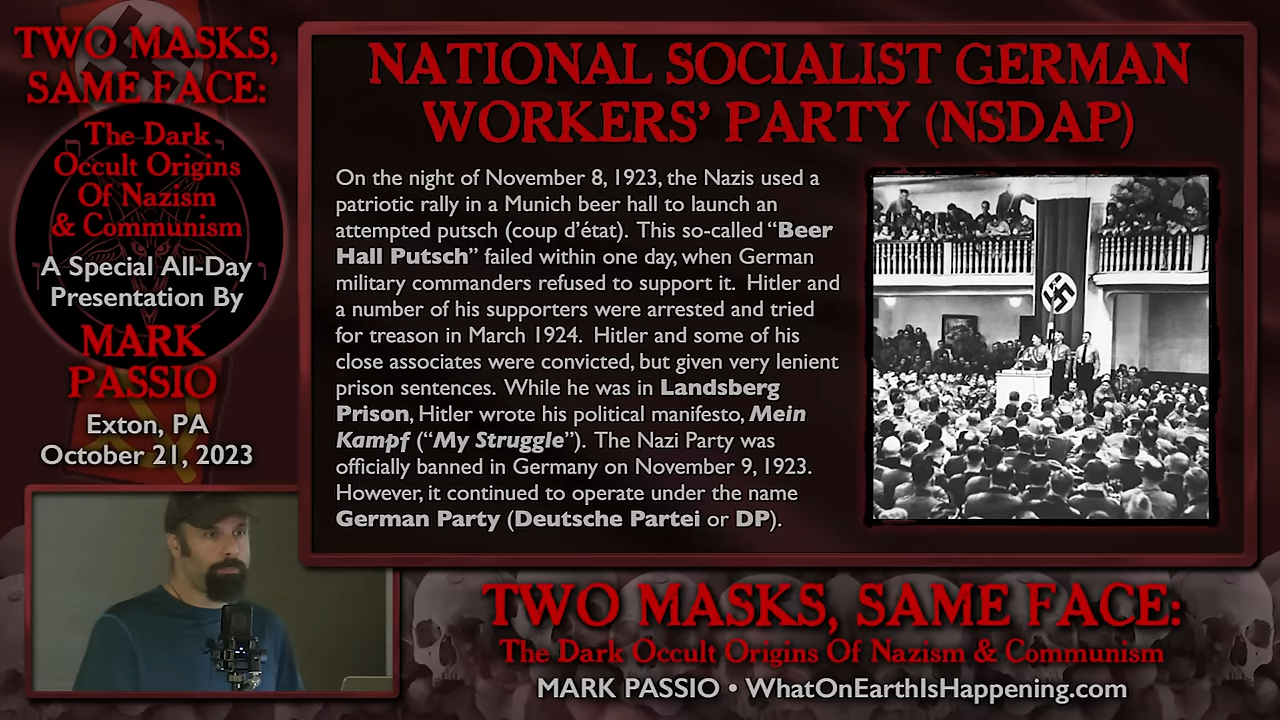 TWO MASKS,
SAME FACE:
The Dark
Occult Origins
Of Nazism
& Communism
A Special All-Day
Presentation By
MARK
PASSIO
Exton, PA
October 21, 2023
NATIONAL SOCIALIST GERMAN
WORKERS’ PARTY (NSDAP)
On the night of November 8, 1923, the Nazis used a
patriotic rally in a Munich beer hall to launch an
attempted putsch (coup d’état). This so-called “Beer
Hall Putsch” failed within one day, when German
military commanders refused to support it. Hitler and
a number of his supporters were arrested and tried
for treason in March 1924. Hitler and some of his
close associates were convicted, but given very lenient
prison sentences. While he was in Landsberg
Prison, Hitler wrote his political manifesto, Mein
Kampf (“My Struggle”). The Nazi Party was
officially banned in Germany on November 9, 1923.
However, it continued to operate under the name
German Party (Deutsche Partei or DP).
TWO MASKS, SAME FACE:
The Dark Occult Origins Of Nazism & Communism
MARK PASSIO • WhatOnEarthIsHappening.com